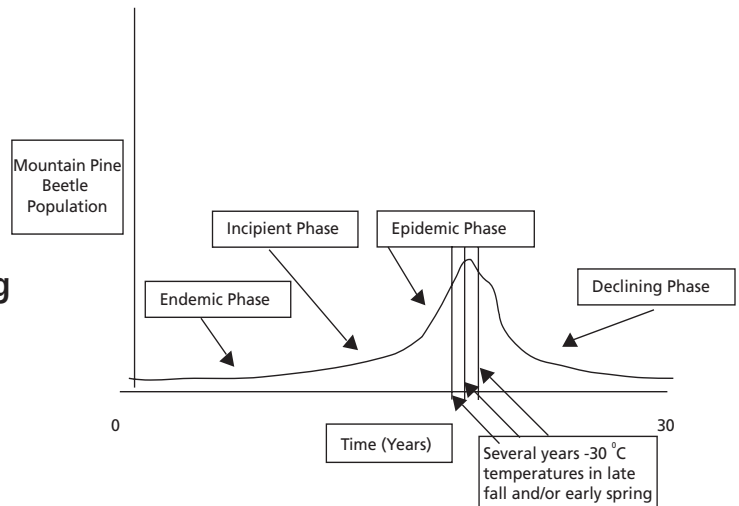 Mountain Pine
Beetle
Population
Incipient Phase
Epidemic Phase
g
Endemic Phase
Declining Phase
0
30
Time (Years)
Several years -30 °C
temperatures in late
fall and/or early spring